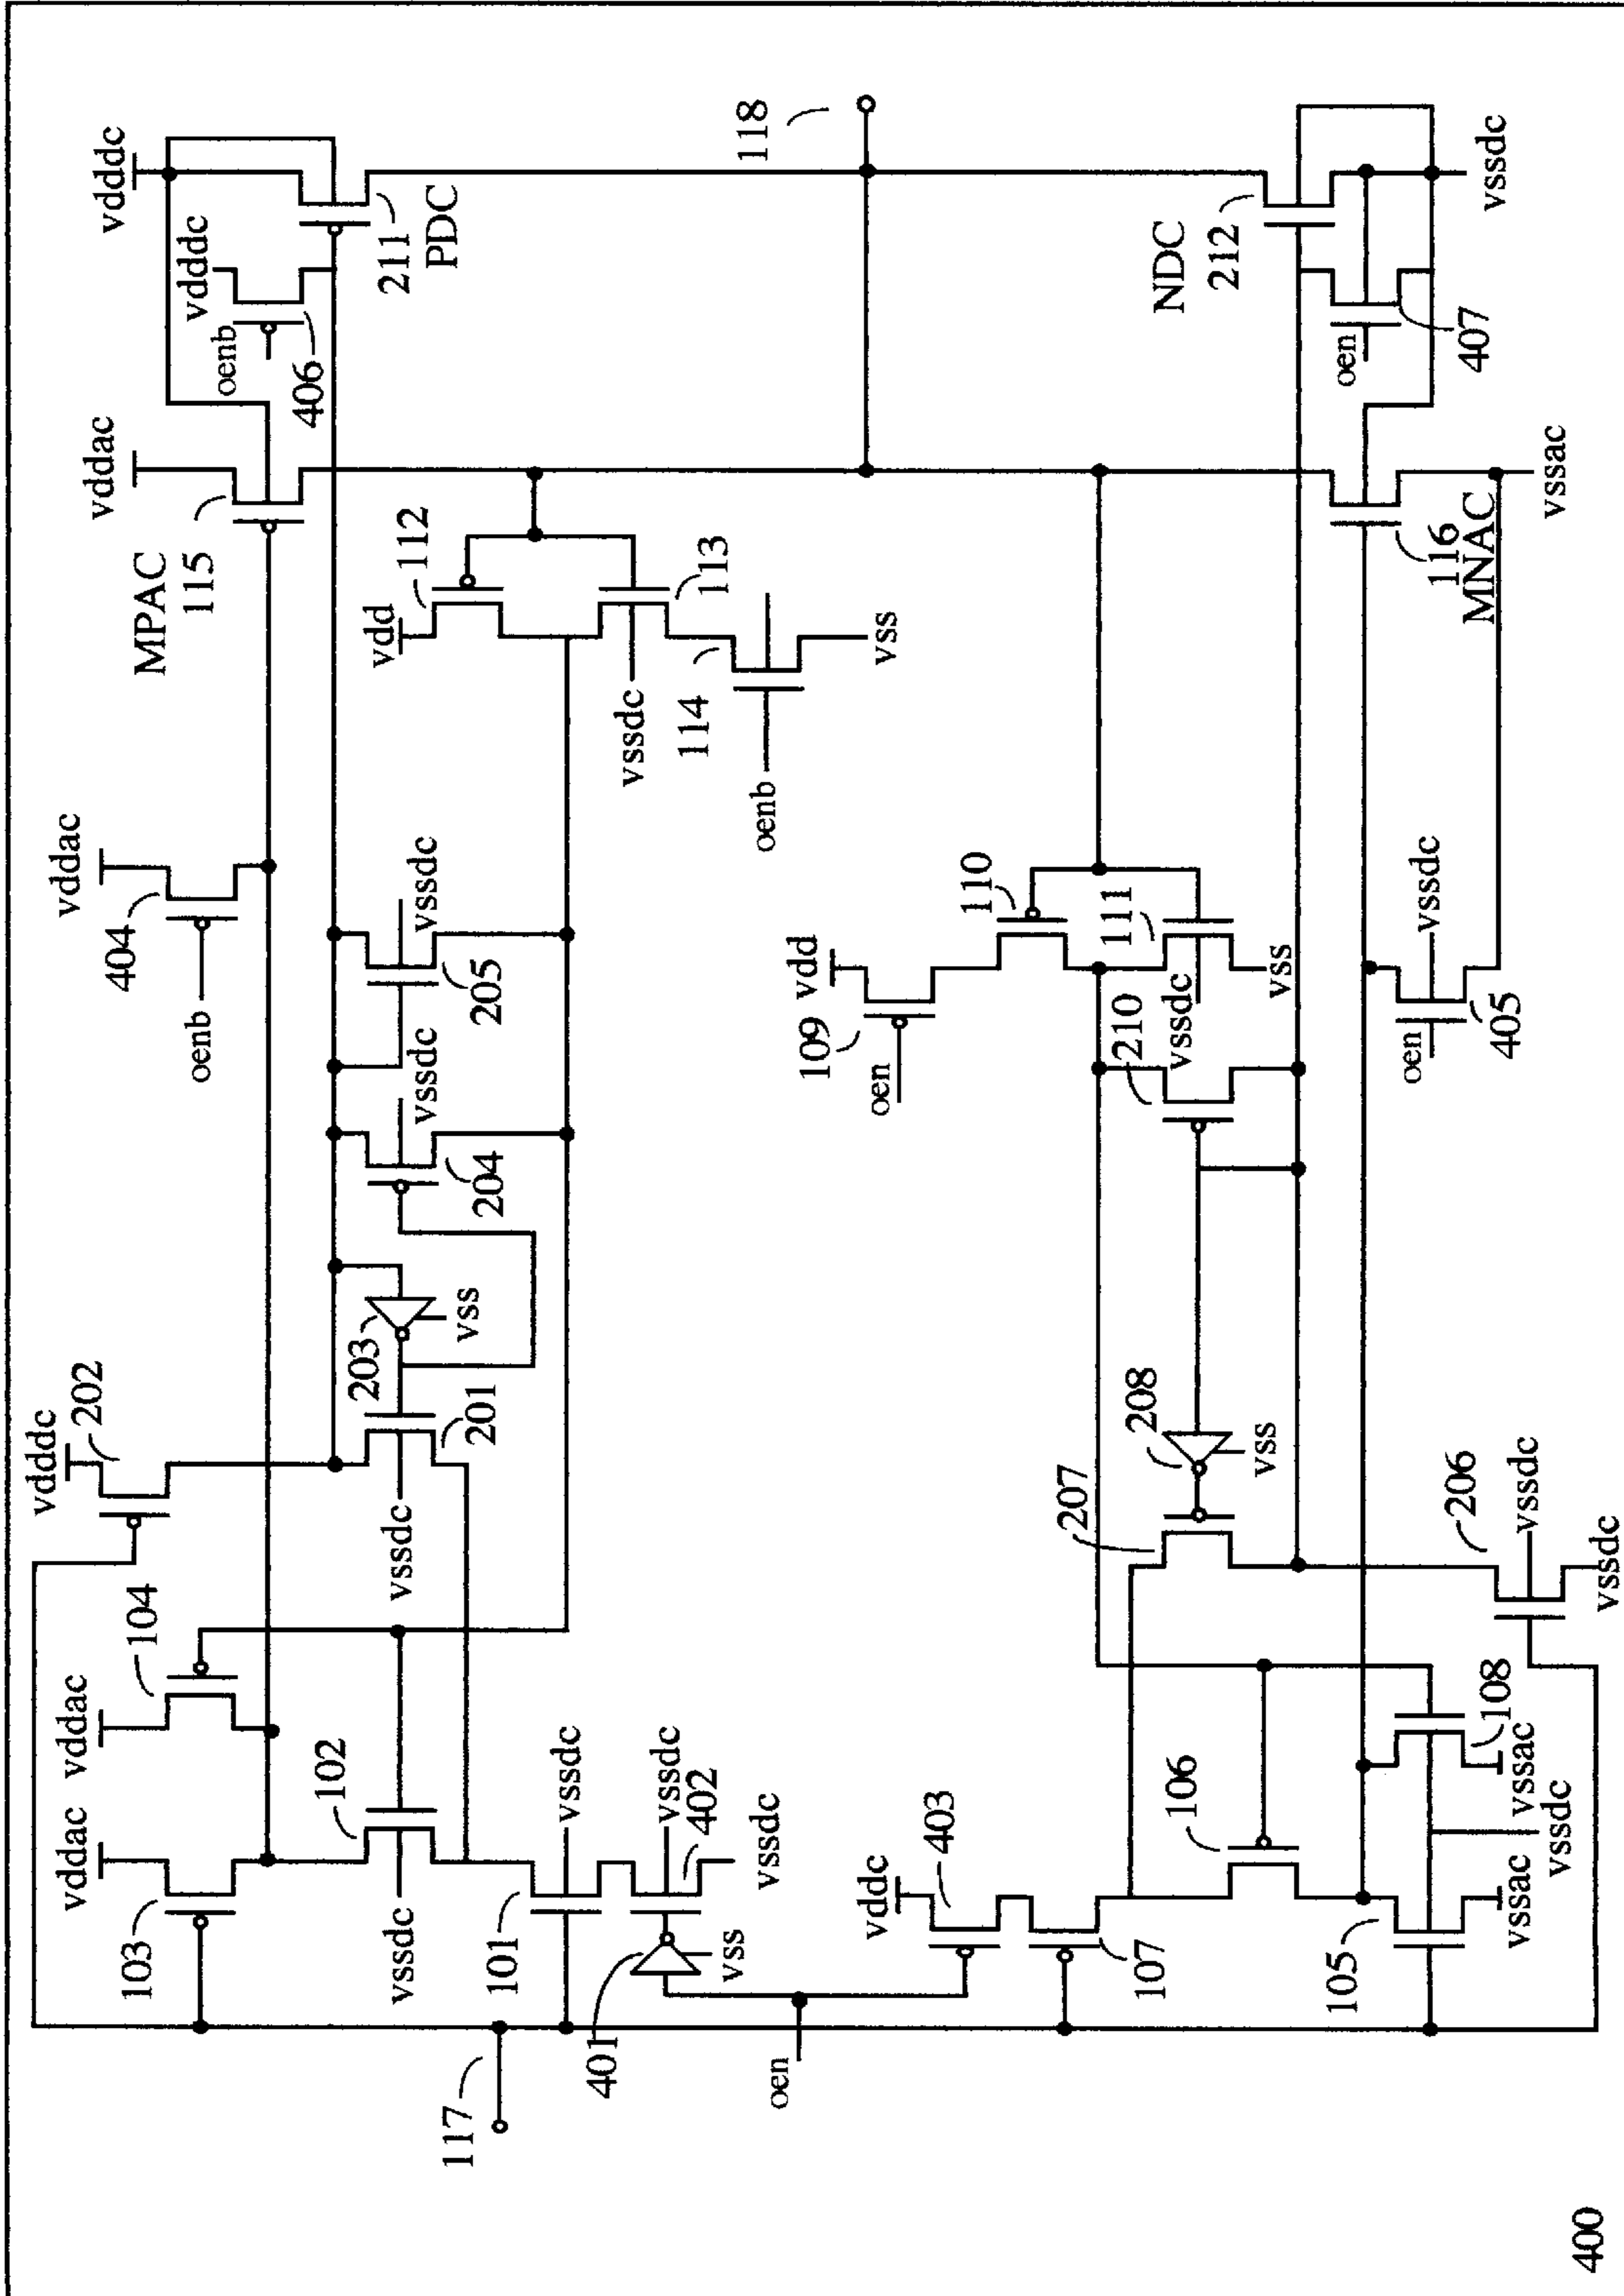 vddac
vddac
vdddc
vddac
vddac
vdddc
vdddc
103
104
202
404
MPAC
115
oenb
oenb
406
211
PDC
102
vssdc
vssdc
201
203
vss
204
vssdc
205
vssdc
vdd
112
vssdc
113
114
oenb
vss
117
101
vssdc
401
vss
vssdc
402
vssdc
oen
118
vddc
403
107
207
208
vss
109
oen
vdd
110
111
vssdc
210
vss
NDC
212
106
105
vssac
108
vssac
vssdc
206
vssdc
vssdc
oen
vssdc
405
116
MNAC
vssac
oen
407
vssdc
400